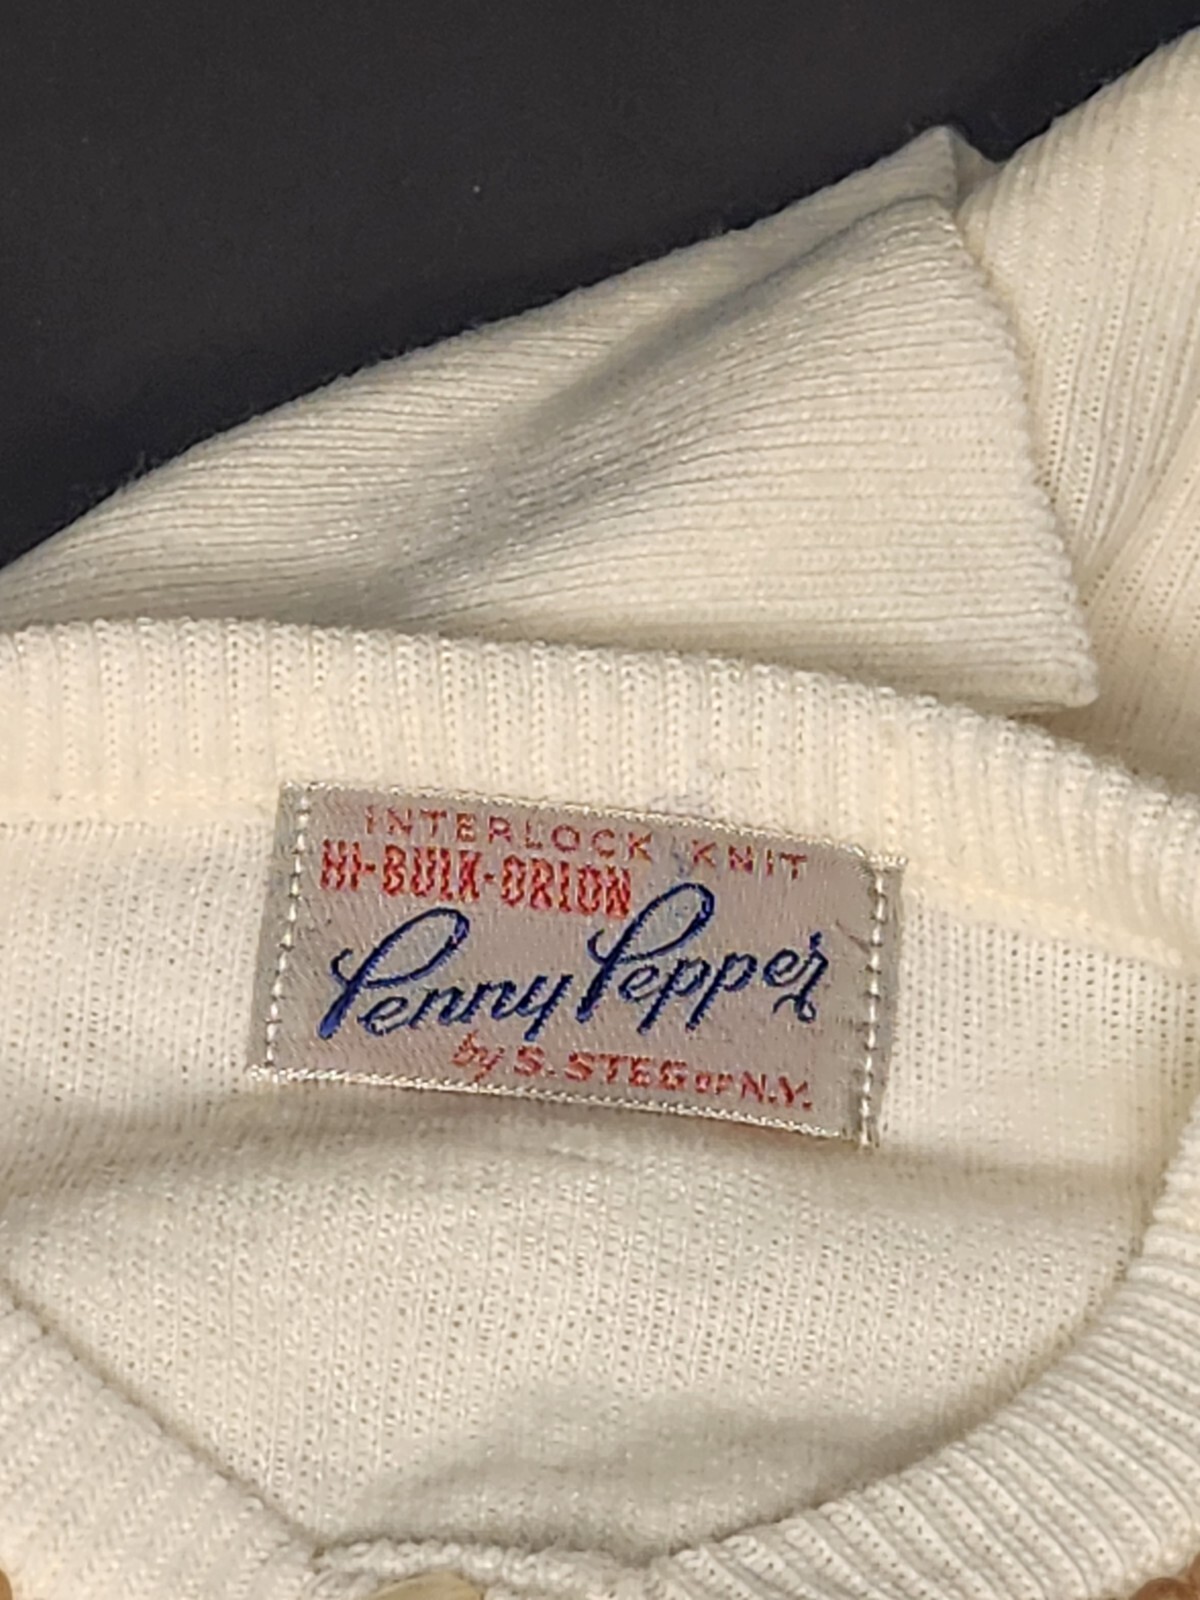 INTERLOCK KNIT
HI-BULK-ORLON
Penny Pepper
by S. STEG OF N.Y.